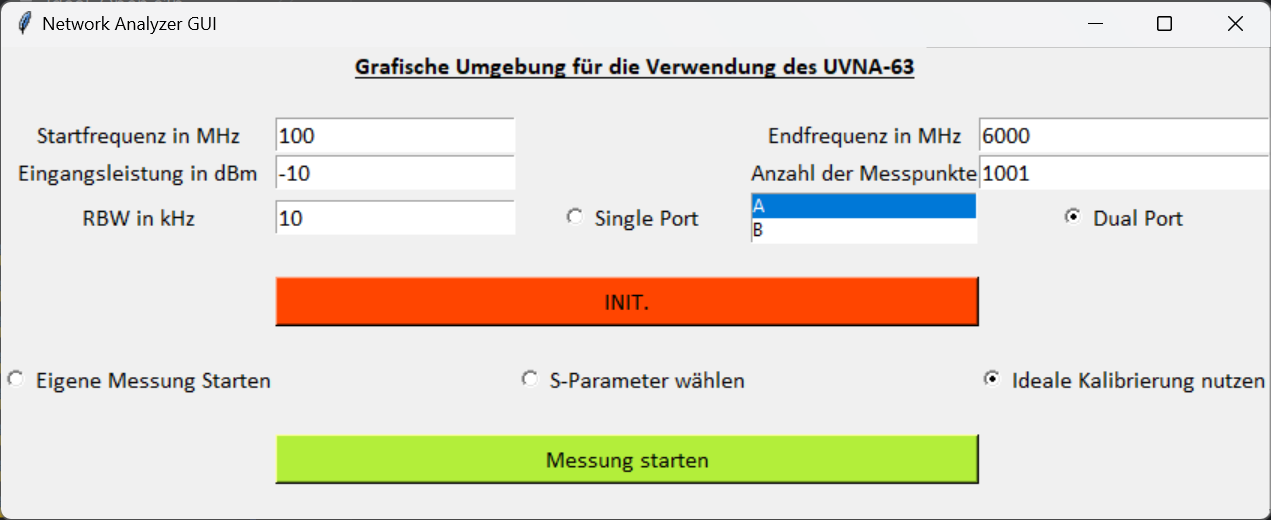 Network Analyzer GUI
Grafische Umgebung für die Verwendung des UVNA-63
Startfrequenz in MHz 100 Endfrequenz in MHz 6000
Eingangsleistung in dBm -10 Anzahl der Messpunkte 1001
RBW in kHz 10 Single Port A Dual Port
B
INIT.
Eigene Messung Starten S-Parameter wählen Ideale Kalibrierung nutzen
Messung starten